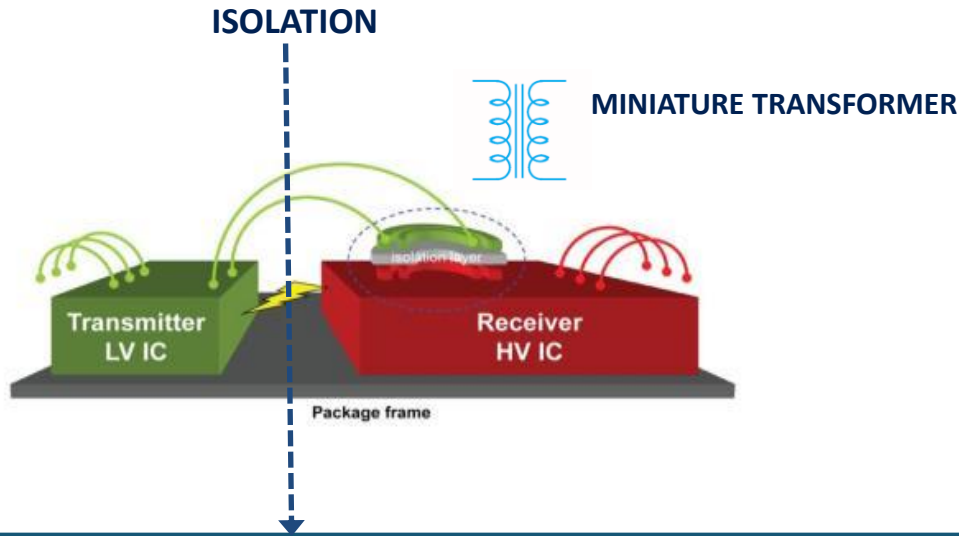 ISOLATION
MINIATURE TRANSFORMER
isolation layer
Transmitter
LV IC
Receiver
HV IC
Package frame